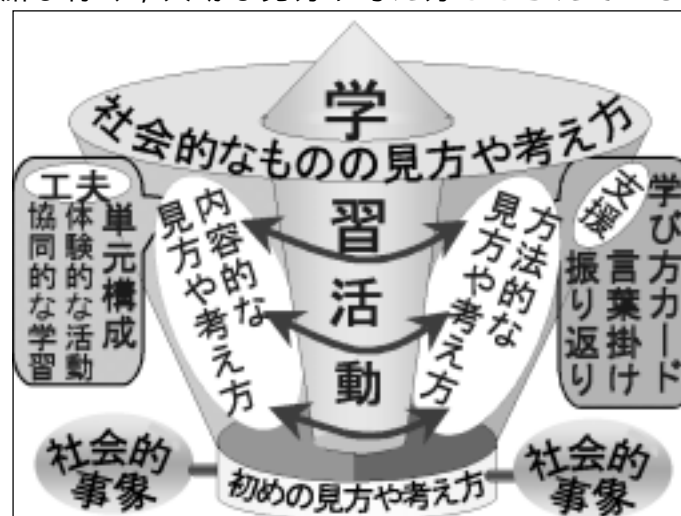 学習活動
社会的なものの見方や考え方
工夫
単元構成
体験的な活動
協同的な学習
内容的な
見方や考え方
方法的な
見方や考え方
支援
学び方カード
言葉掛け
振り返り
社会的
事象
初めの見方や考え方
社会的
事象